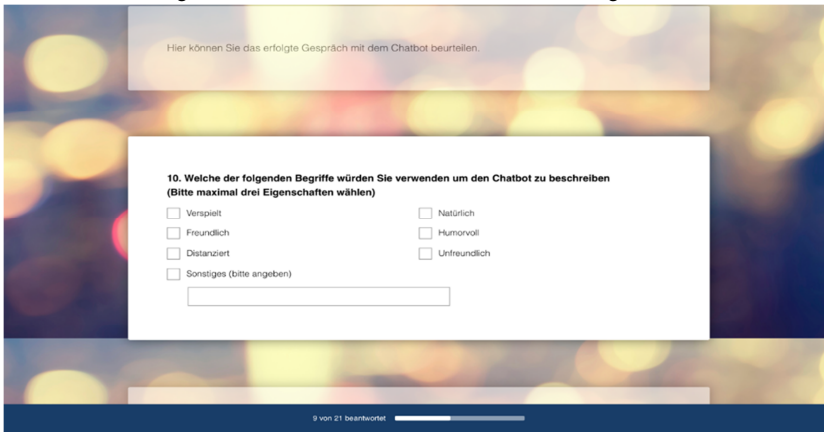 Hier können Sie das erfolgte Gespräch mit dem Chatbot beurteilen.
10. Welche der folgenden Begriffe würden Sie verwenden um den Chatbot zu beschreiben
(Bitte maximal drei Eigenschaften wählen)
Verspielt
Natürlich
Freundlich
Humorvoll
Distanziert
Unfreundlich
Sonstiges (bitte angeben)
9 von 21 beantwortet